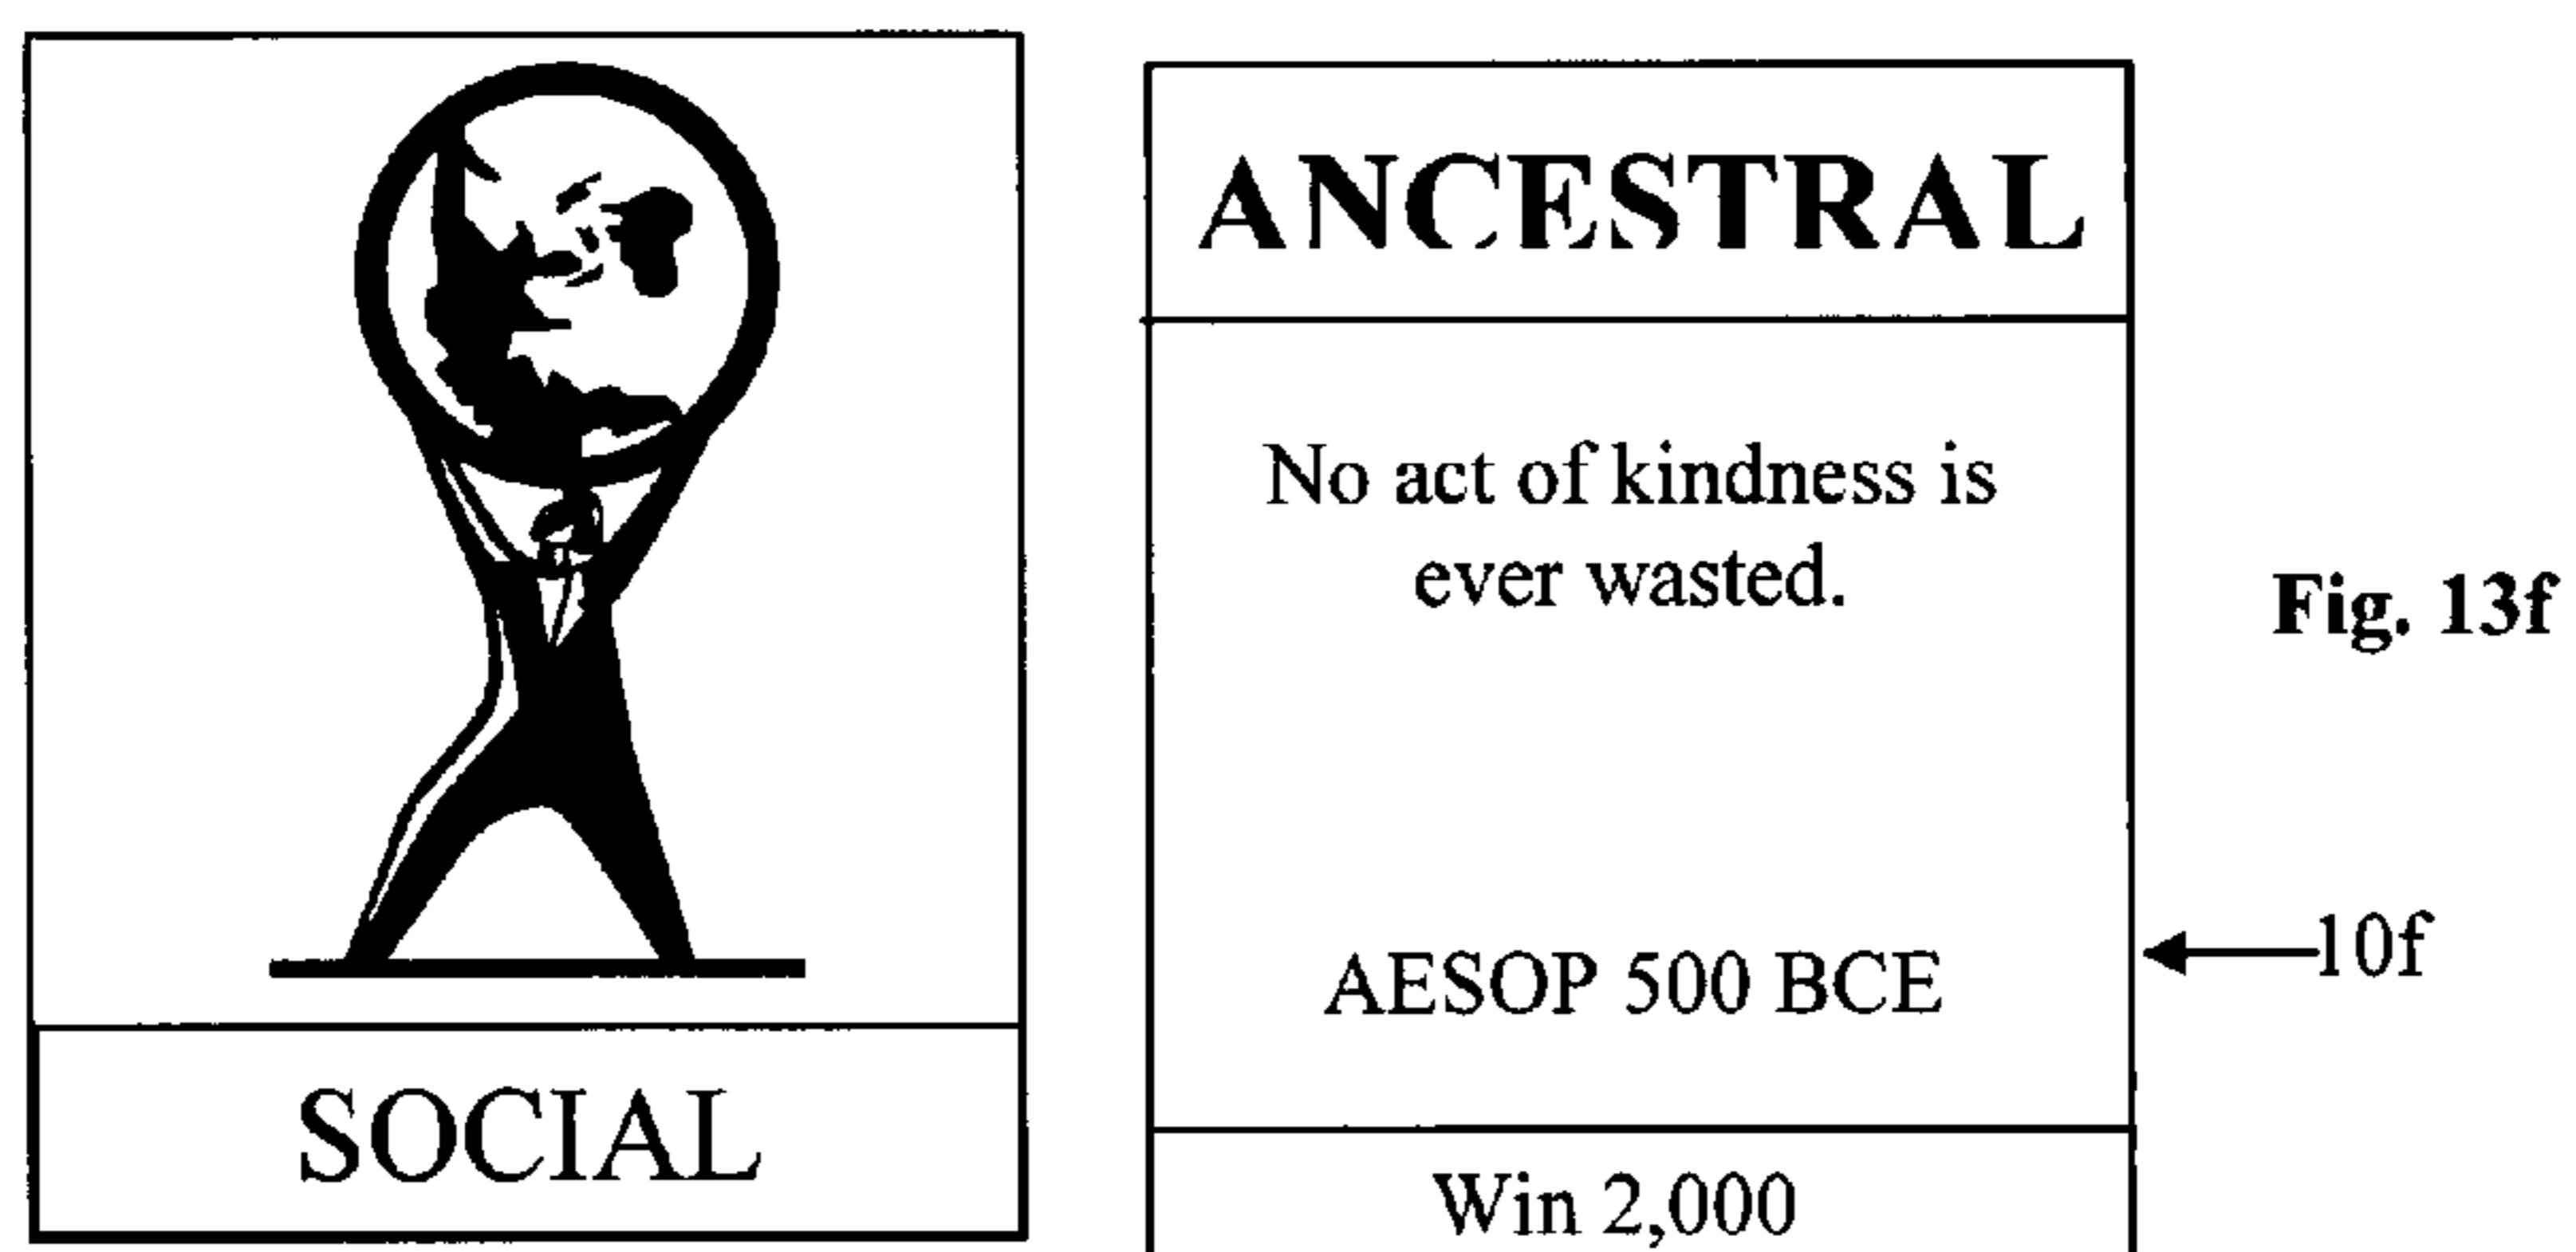 SOCIAL
ANCESTRAL
No act of kindness is
ever wasted.
AESOP 500 BCE
Win 2,000
Fig. 13f
10f